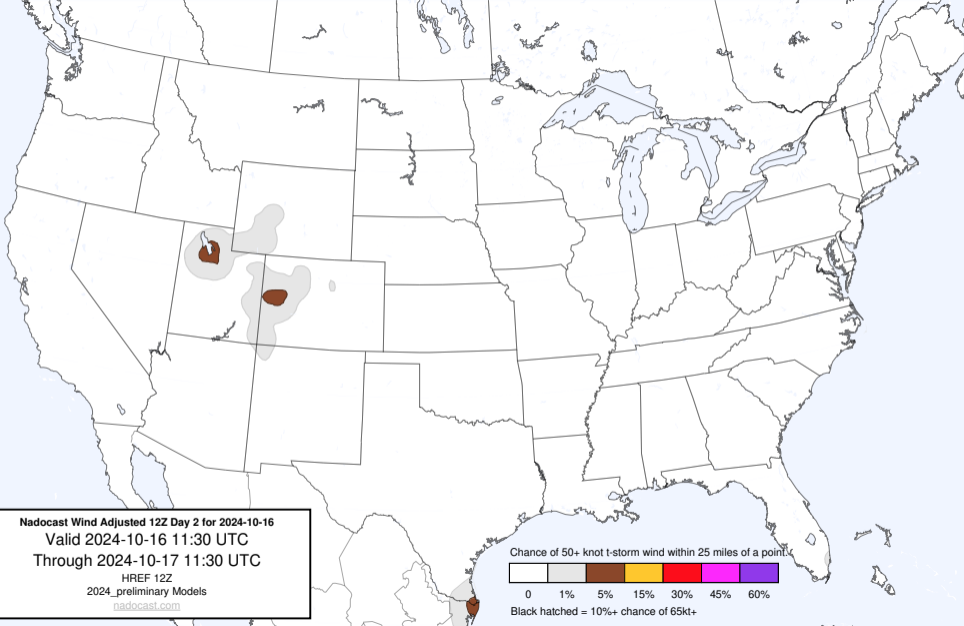 Nadocast Wind Adjusted 12Z Day 2 for 2024-10-16
Valid 2024-10-16 11:30 UTC
Through 2024-10-17 11:30 UTC
HREF 12Z
2024_preliminary Models
nadocast.com
Chance of 50+ knot t-storm wind within 25 miles of a point.
0 1% 5% 15% 30% 45% 60%
Black hatched = 10%+ chance of 65kt+